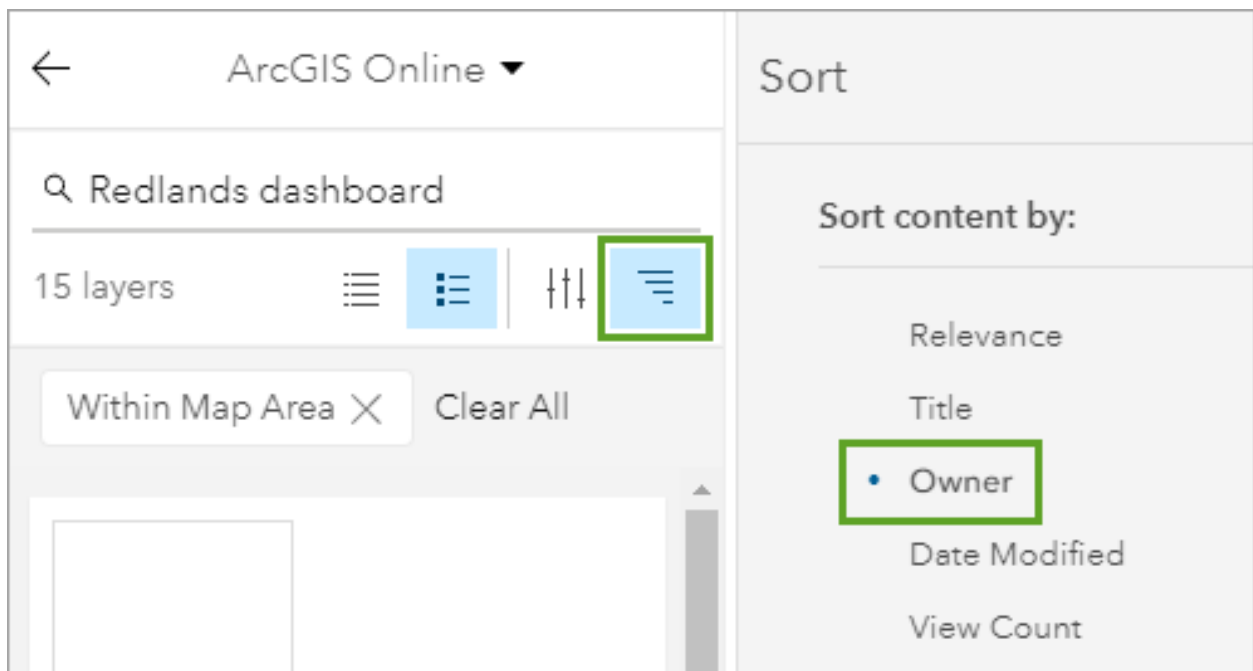 ArcGIS Online
Redlands dashboard
15 layers
Within Map Area
Clear All
Sort
Sort content by:
Relevance
Title
Owner
Date Modified
View Count